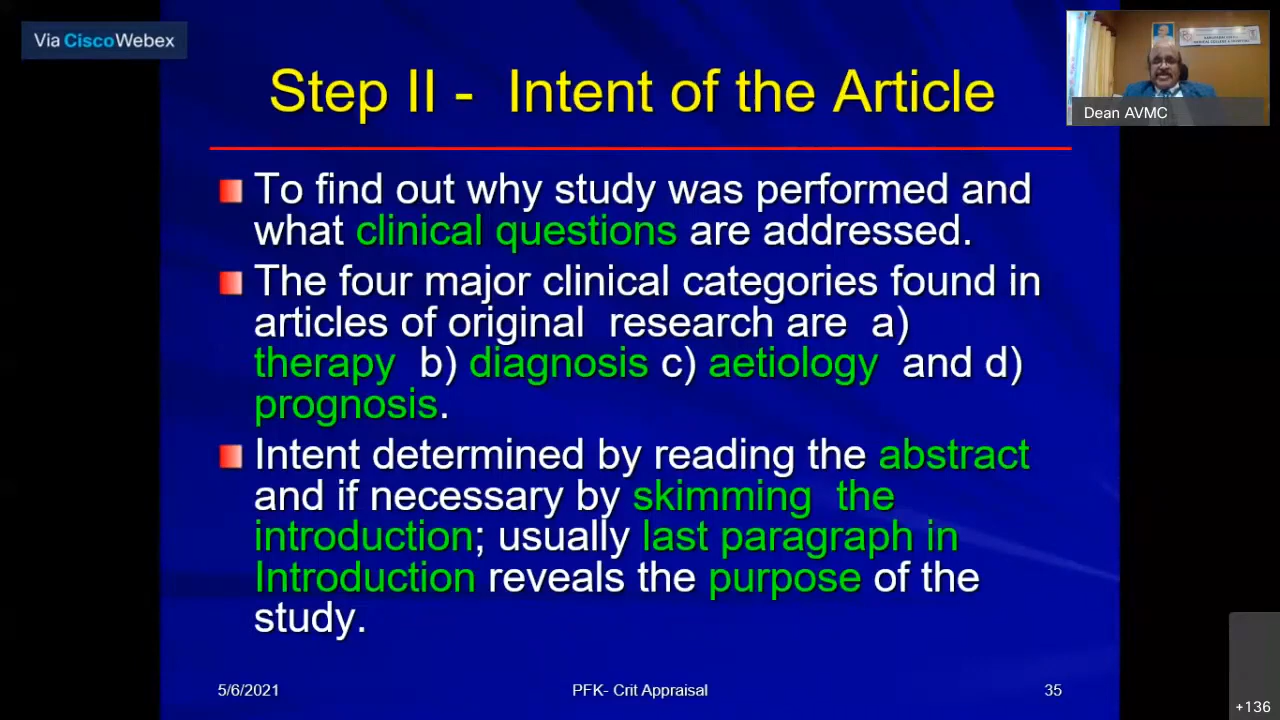 Via CiscoWebex
Step II - Intent of the Article
Dean AVMC
To find out why study was performed and
what clinical questions are addressed.
The four major clinical categories found in
articles of original research are a)
therapy b) diagnosis c) aetiology and d)
prognosis.
Intent determined by reading the abstract
and if necessary by skimming the
introduction; usually last paragraph in
Introduction reveals the purpose of the
study.
5/6/2021
PFK- Crit Appraisal
35
+136